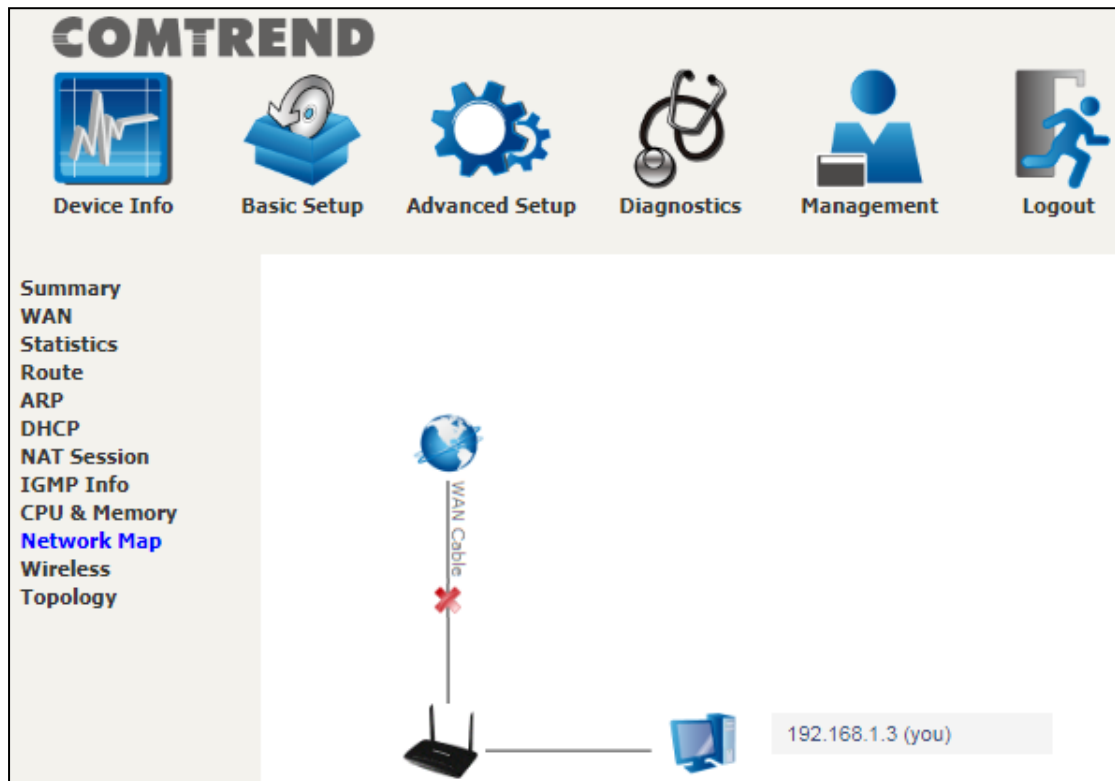 COMTREND
Device Info
Basic Setup
Advanced Setup
Diagnostics
Management
Logout
Summary
WAN
Statistics
Route
ARP
DHCP
NAT Session
IGMP Info
CPU & Memory
Network Map
Wireless
Topology
WAN Cable
192.168.1.3 (you)